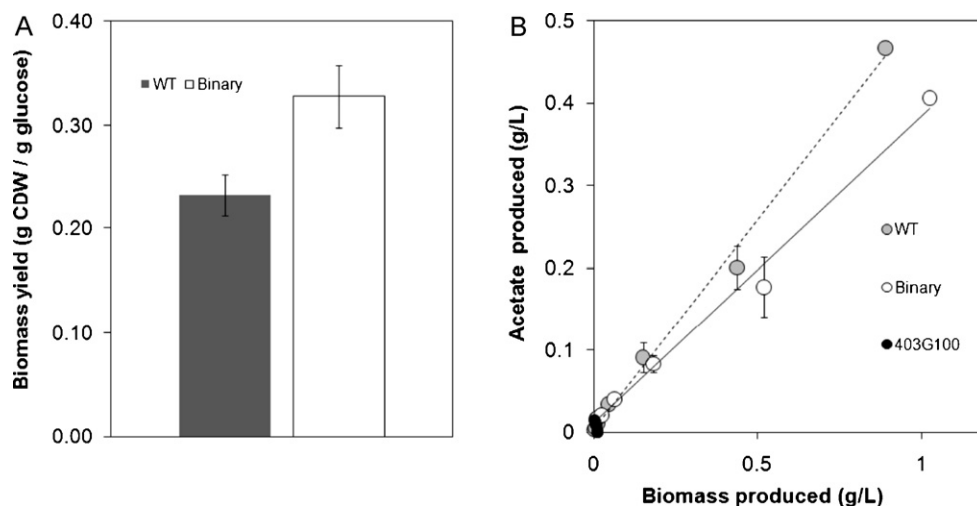 A
Biomass yield (g CDW / g glucose)
0.40
0.30
0.20
0.10
0.00
WT Binary
B
Acetate produced (g/L)
0.5
0.4
0.3
0.2
0.1
0
0 0.5 1
Biomass produced (g/L)
WT
Binary
403G100